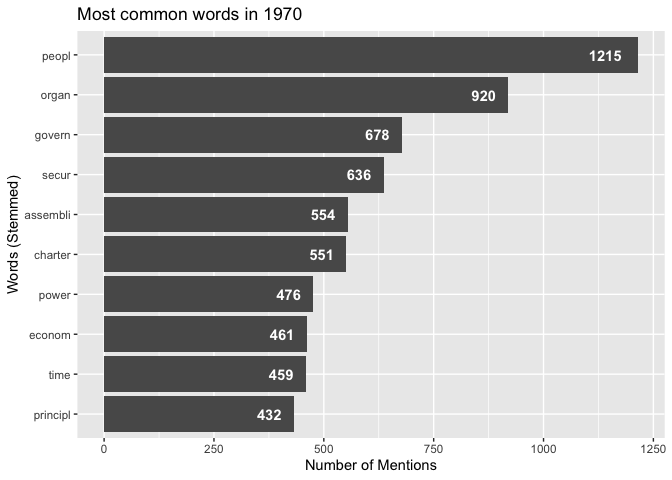 Most common words in 1970
Words (Stemmed)
peopl 1215
organ 920
govern 678
secur 636
assembli 554
charter 551
power 476
econom 461
time 459
principl 432
0 250 500 750 1000 1250
Number of Mentions